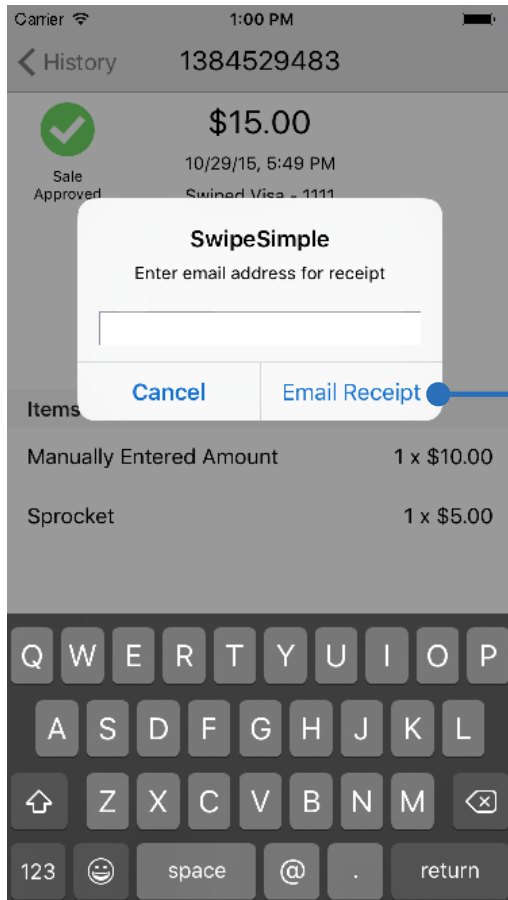 Carrier 1:00 PM
History 1384529483
$15.00
10/29/15, 5:49 PM
Sale
Approved
Swiped Visa - 1111
SwipeSimple
Enter email address for receipt
Cancel Email Receipt
Items
Manually Entered Amount 1 x $10.00
Sprocket 1 x $5.00
Q W E R T Y U I O P
A S D F G H J K L
Z X C V B N M
123 space @ . return